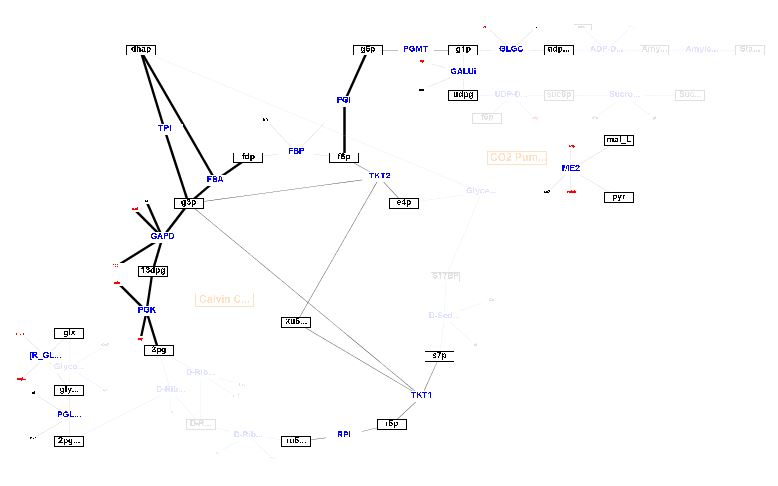 dhap
g6p
PGMT
g1p
GLGC
adp...
ADP-D...
Amy...
Amylo...
GALUi
udpg
UDP-D
suc6p
Sucro...
Suc...
f6p
PGI
TPI
FBP
fdp
f6p
FBA
TKT2
CO2 Pum...
mal_L
ME2
pyr
Glyce...
g3p
e4p
GAPD
13dpg
S17BP
Calvin C...
PGK
xu5...
D-Sed...
glx
3pg
[R_GL...
Glyco...
s7p
D-Rib...
gly...
D-Rib...
TKT1
PGL...
D-R...
r5p
2pg...
D-Rib...
ru5...
RPI